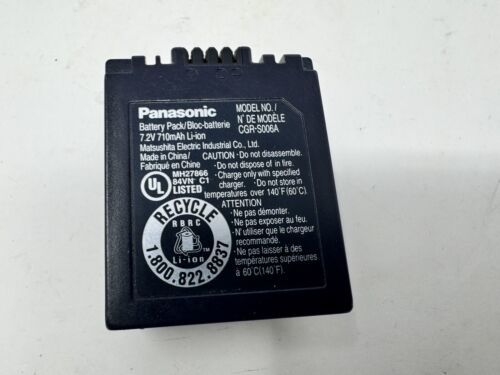 Panasonic
Battery Pack/Bloc-batterie
7.2V 710mAh Li-ion
MODEL NO./
N° DE MODÈLE
CGR-S006A
Matsushita Electric Industrial Co., Ltd.
Made in China/
Fabriqué en Chine
CAUTION ·Do not disassemble.
·Do not dispose of in fire.
·Charge only with specified
charger. ·Do not store in
temperatures over 140°F(60°C).
UL
MH27866
84VN C1
LISTED
ATTENTION
·Ne pas démonter.
·Ne pas exposer au feu.
·N'utiliser que le chargeur
recommandé.
·Ne pas laisser à des
températures supérieures
à 60°C(140°F).
RECYCLE
RBRC
TM
Li-ion
1.800.822.8837